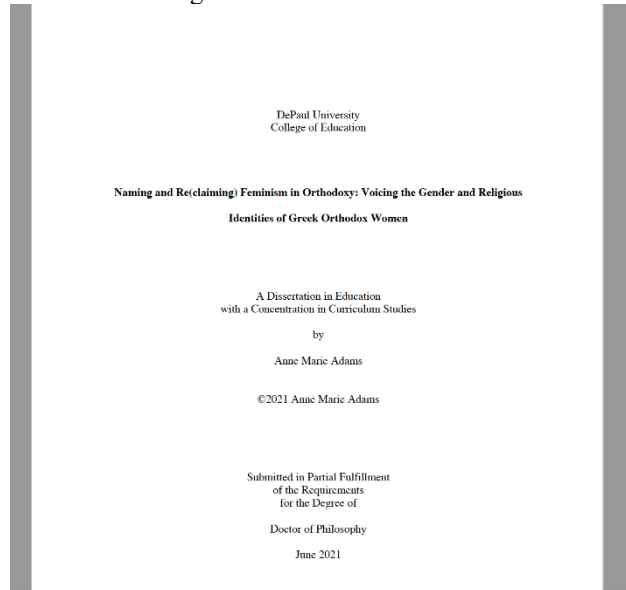 DePaul University
College of Education
Naming and Re(claiming) Feminism in Orthodoxy: Voicing the Gender and Religious
Identities of Greek Orthodox Women
A Dissertation in Education
with a Concentration in Curriculum Studies
by
Anne Marie Adams
©2021 Anne Marie Adams
Submitted in Partial Fulfillment
of the Requirements
for the Degree of
Doctor of Philosophy
June 2021